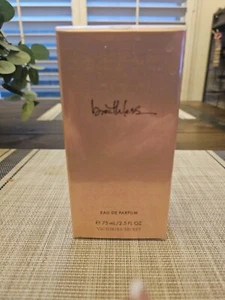 breathless
EAU DE PARFUM
℮ 75 mL/2.5 FL OZ
VICTORIA'S SECRET